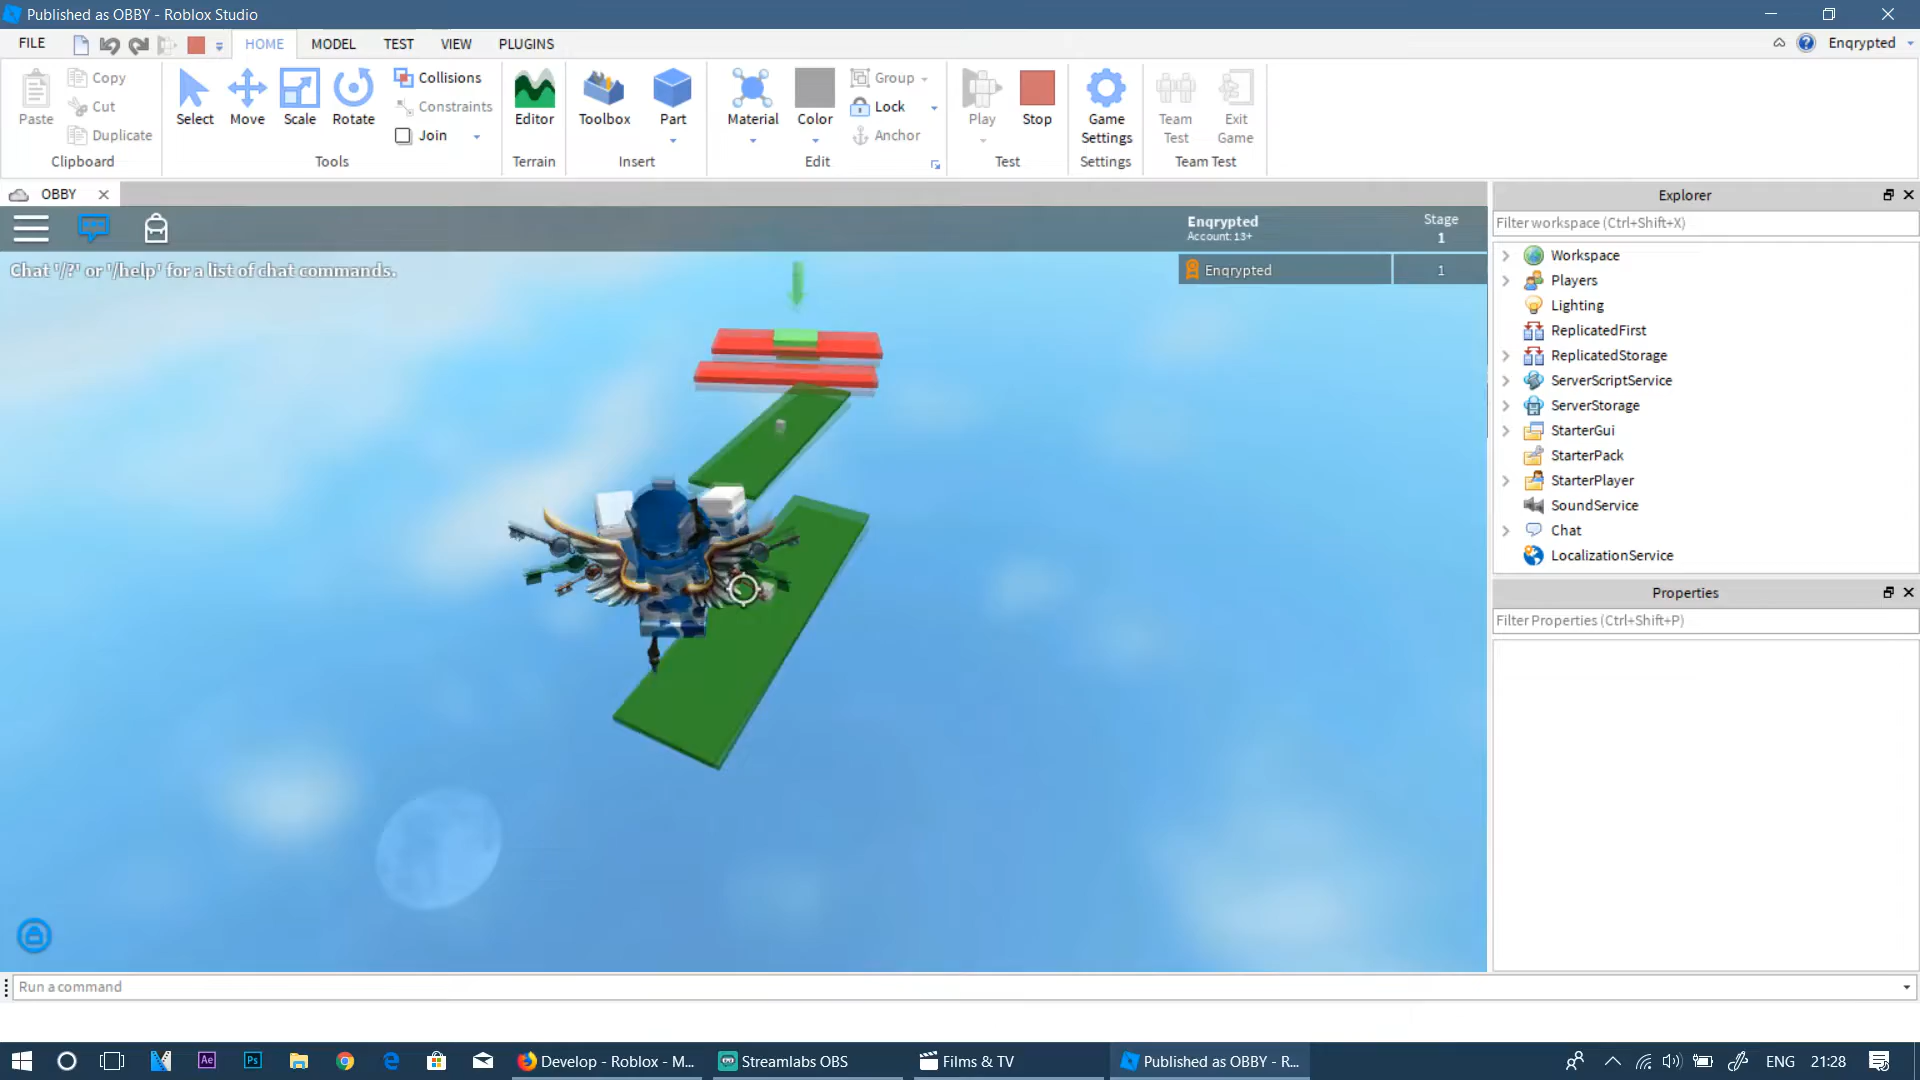 Published as OBBY - Roblox Studio
FILE
HOME
MODEL
TEST
VIEW
PLUGINS
Enqrypted
Paste
Copy
Cut
Duplicate
Clipboard
Select
Move
Scale
Rotate
Collisions
Constraints
Join
Tools
Editor
Terrain
Toolbox
Part
Insert
Material
Color
Group
Lock
Anchor
Edit
Play
Stop
Test
Game
Settings
Settings
Team
Test
Exit
Game
Team Test
OBBY
Enqrypted
Account: 13+
Stage
1
Enqrypted
1
Chat '/?' or '/help' for a list of chat commands.
Explorer
Filter workspace (Ctrl+Shift+X)
Workspace
Players
Lighting
ReplicatedFirst
ReplicatedStorage
ServerScriptService
ServerStorage
StarterGui
StarterPack
StarterPlayer
SoundService
Chat
LocalizationService
Properties
Filter Properties (Ctrl+Shift+P)
Run a command
Ae
Ps
Develop - Roblox - M...
Streamlabs OBS
Films & TV
Published as OBBY - R...
ENG
21:28